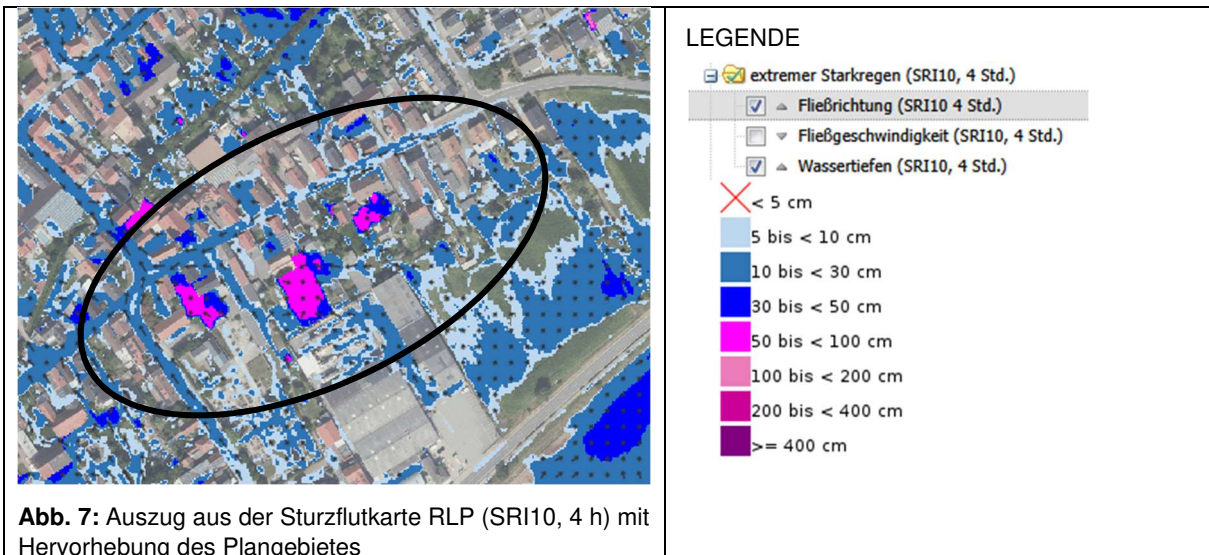 Abb. 7: Auszug aus der Sturzflutkarte RLP (SRI10, 4 h) mit
Hervorhebung des Plangebietes
LEGENDE
extremer Starkregen (SRI10, 4 Std.)
Fließrichtung (SRI10 4 Std.)
Fließgeschwindigkeit (SRI10, 4 Std.)
Wassertiefen (SRI10, 4 Std.)
< 5 cm
5 bis < 10 cm
10 bis < 30 cm
30 bis < 50 cm
50 bis < 100 cm
100 bis < 200 cm
200 bis < 400 cm
>= 400 cm